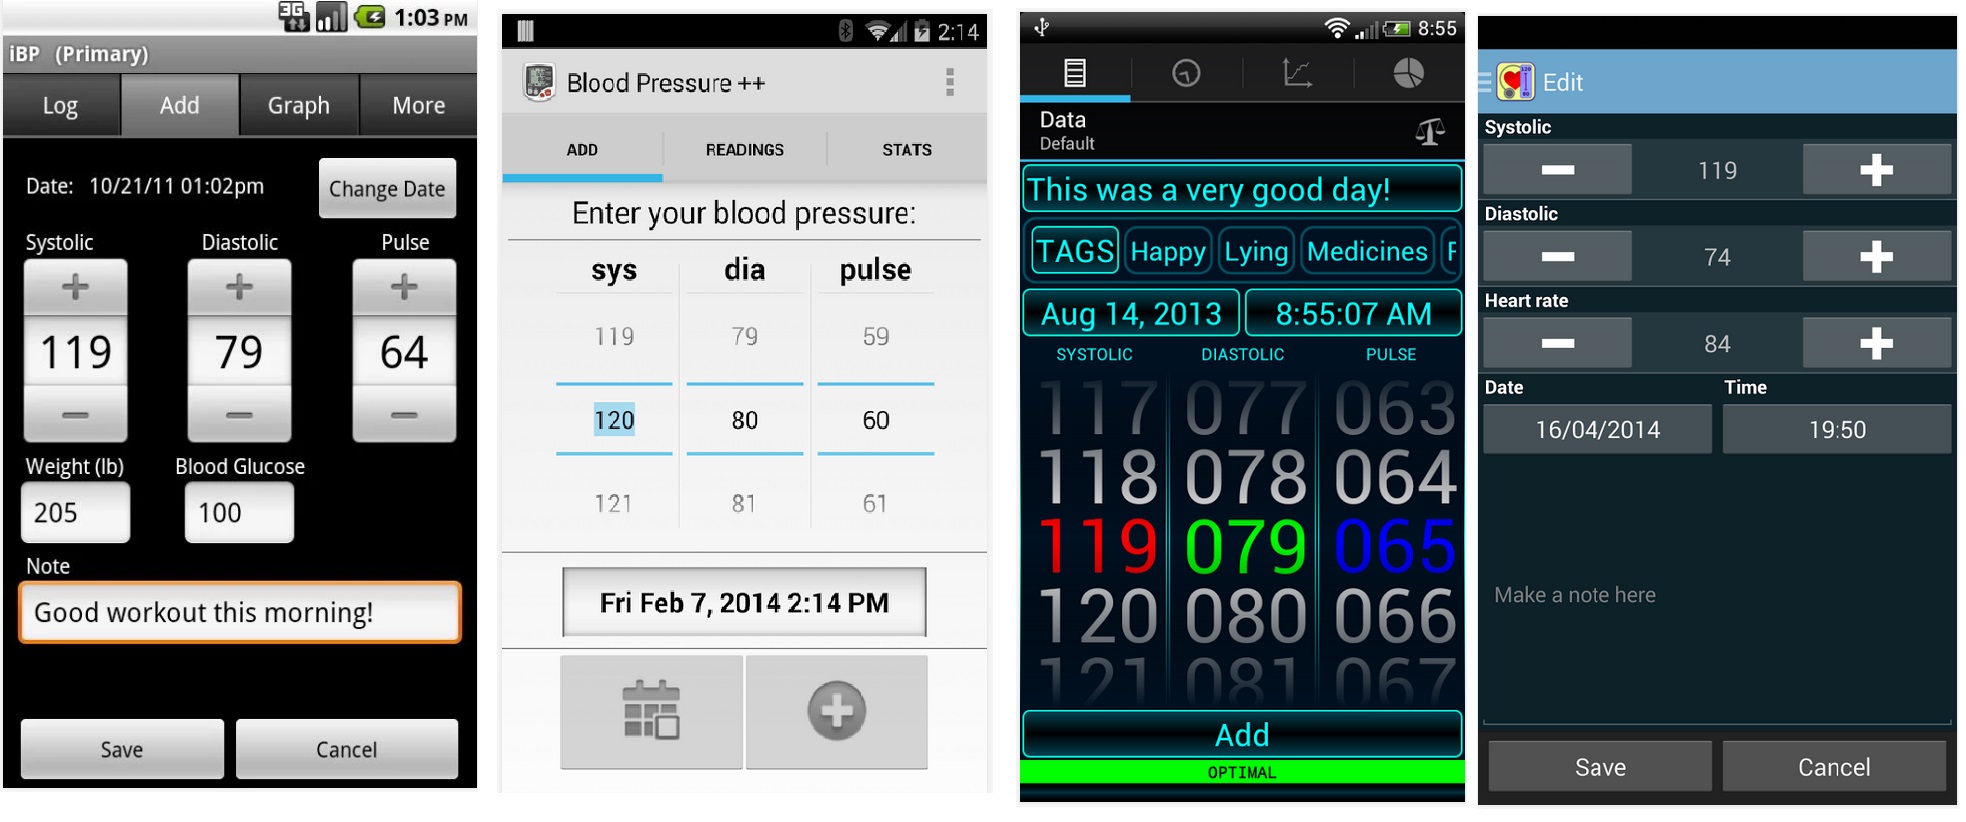 3G 1:03 PM
iBP (Primary)
Log Add Graph More
Date: 10/21/11 01:02pm Change Date
Systolic Diastolic Pulse
+ + +
119 79 64
− − −
Weight (lb) Blood Glucose
205 100
Note
Good workout this morning!
Save Cancel
2:14
Blood Pressure ++
ADD READINGS STATS
Enter your blood pressure:
sys dia pulse
119 79 59
120 80 60
121 81 61
Fri Feb 7, 2014 2:14 PM
8:55
Data
Default
This was a very good day!
TAGS Happy Lying Medicines
Aug 14, 2013 8:55:07 AM
SYSTOLIC DIASTOLIC PULSE
117 077 063
118 078 064
119 079 065
120 080 066
121 081 067
Add
OPTIMAL
Edit
Systolic
− 119 +
Diastolic
− 74 +
Heart rate
− 84 +
Date Time
16/04/2014 19:50
Make a note here
Save Cancel